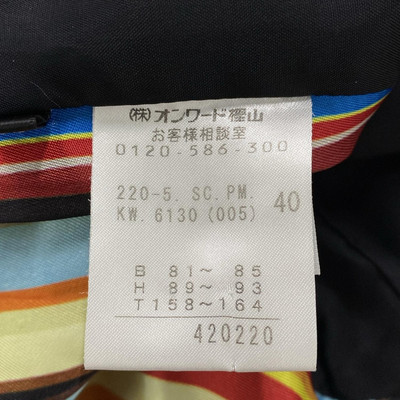 (株)オンワード樫山
お客様相談室
0120-586-300
220-5. SC. PM.
KW. 6130 (005) 40
B 81～ 85
H 89～ 93
T 158～164
420220